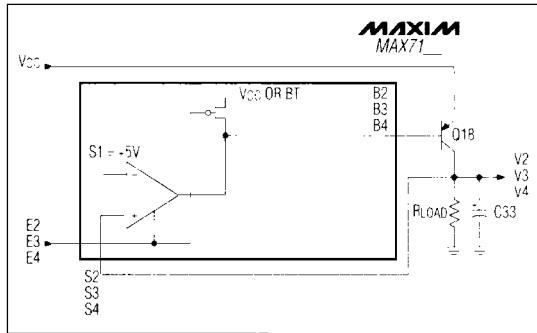 MAXIM
MAX71__
VCC
VCC OR BT
B2
B3
B4
Q18
S1 = +5V
V2
V3
V4
RLOAD
C33
E2
E3
E4
S2
S3
S4